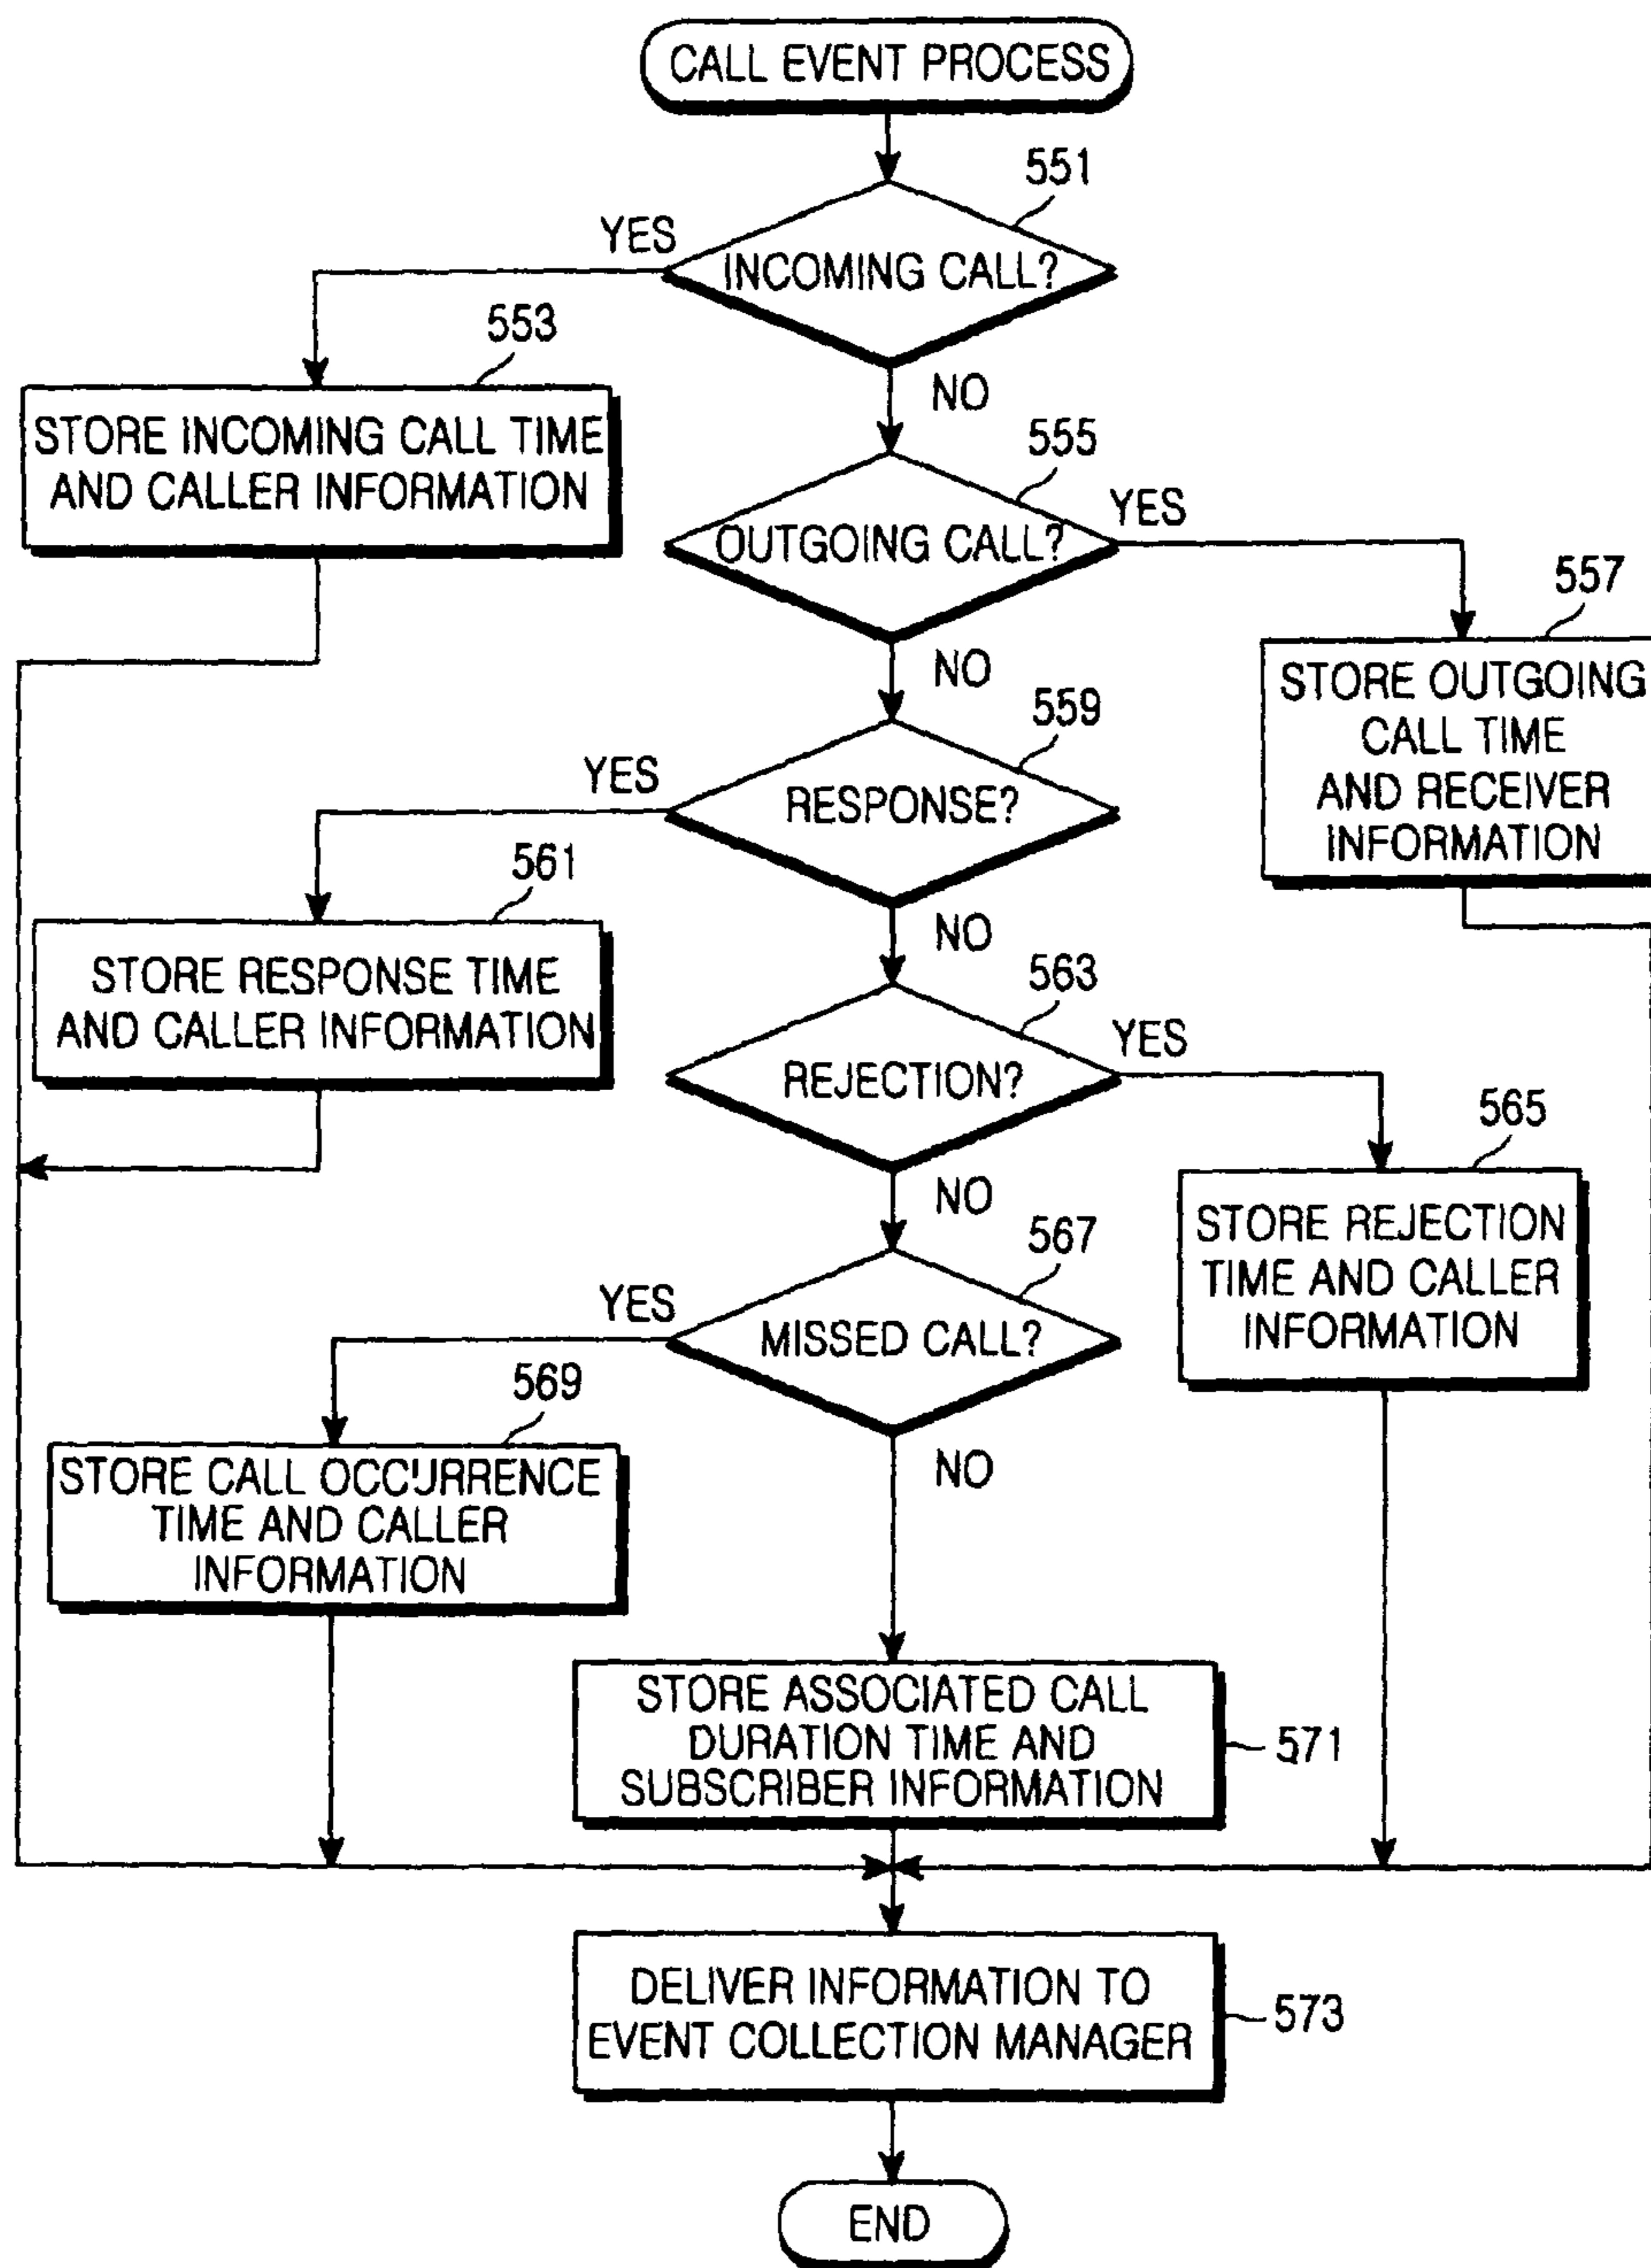 CALL EVENT PROCESS
551
YES
INCOMING CALL?
553
NO
STORE INCOMING CALL TIME
AND CALLER INFORMATION
555
YES
OUTGOING CALL?
557
NO
STORE OUTGOING
CALL TIME
AND RECEIVER
INFORMATION
559
YES
RESPONSE?
561
NO
STORE RESPONSE TIME
AND CALLER INFORMATION
563
YES
REJECTION?
565
NO
STORE REJECTION
TIME AND CALLER
INFORMATION
567
YES
MISSED CALL?
569
NO
STORE CALL OCCURRENCE
TIME AND CALLER
INFORMATION
STORE ASSOCIATED CALL
DURATION TIME AND
SUBSCRIBER INFORMATION
571
DELIVER INFORMATION TO
EVENT COLLECTION MANAGER
573
END